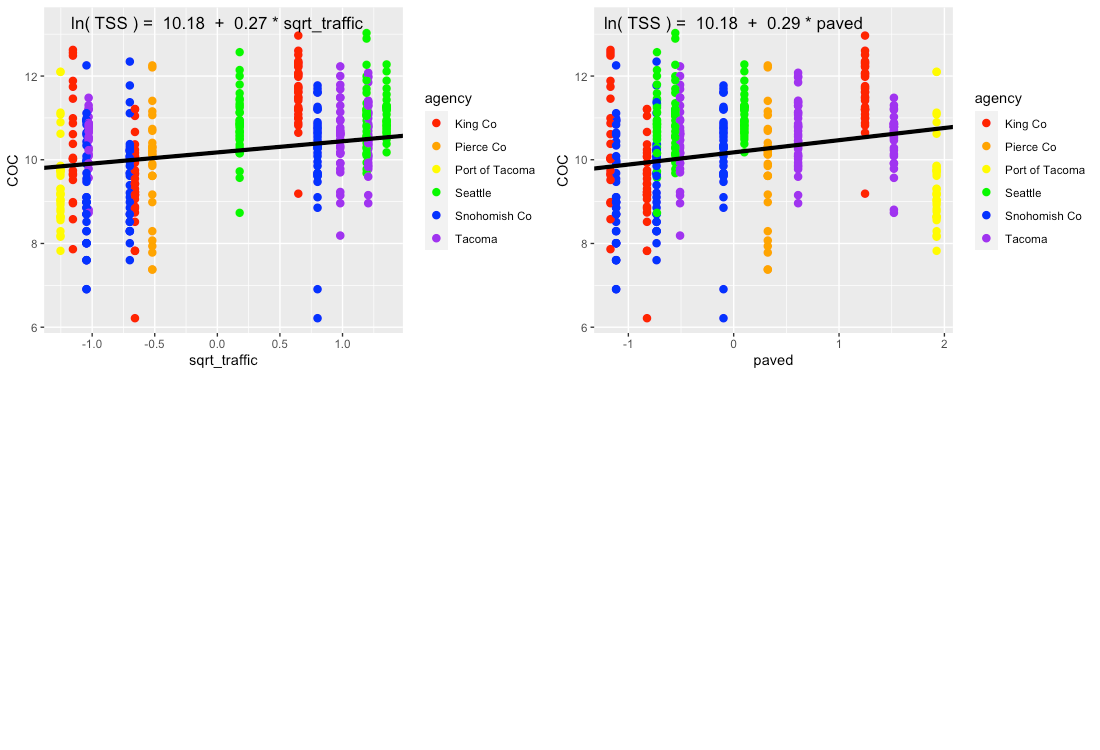 ln( TSS ) = 10.18 + 0.27 * sqrt_traffic
COC
12
10
8
6
-1.0 -0.5 0.0 0.5 1.0
sqrt_traffic
agency
King Co
Pierce Co
Port of Tacoma
Seattle
Snohomish Co
Tacoma
ln( TSS ) = 10.18 + 0.29 * paved
COC
12
10
8
6
-1 0 1 2
paved
agency
King Co
Pierce Co
Port of Tacoma
Seattle
Snohomish Co
Tacoma